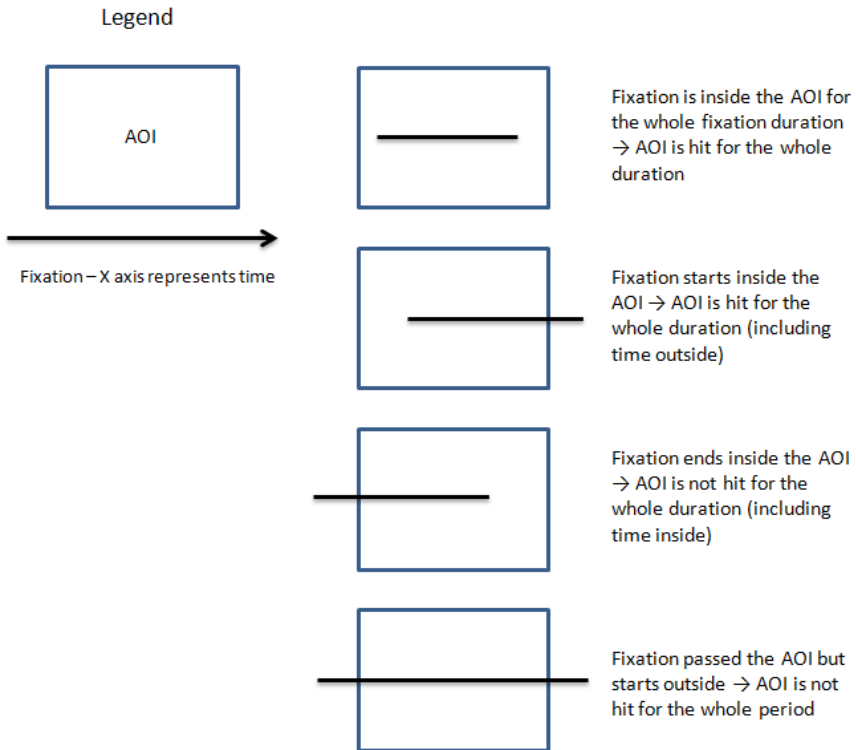 Legend
AOI
Fixation – X axis represents time
Fixation is inside the AOI for
the whole fixation duration
→ AOI is hit for the whole
duration
Fixation starts inside the
AOI → AOI is hit for the
whole duration (including
time outside)
Fixation ends inside the AOI
→ AOI is not hit for the
whole duration (including
time inside)
Fixation passed the AOI but
starts outside → AOI is not
hit for the whole period